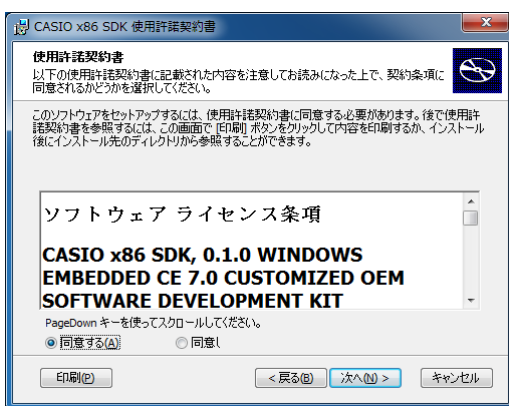 CASIO x86 SDK 使用許諾契約書
使用許諾契約書
以下の使用許諾契約書に記載された内容を注意してお読みになった上で、契約条項に
同意されるかどうかを選択してください。
このソフトウェアをセットアップするには、使用許諾契約書に同意する必要があります。後で使用許
諾契約書を参照するには、この画面で [印刷] ボタンをクリックして内容を印刷するか、インストール
後にインストール先のディレクトリから参照することができます。
ソフトウェア ライセンス条項
CASIO x86 SDK, 0.1.0 WINDOWS
EMBEDDED CE 7.0 CUSTOMIZED OEM
SOFTWARE DEVELOPMENT KIT
PageDown キーを使ってスクロールしてください。
同意する(A) 同意し
印刷(P) < 戻る(B) 次へ(N) > キャンセル